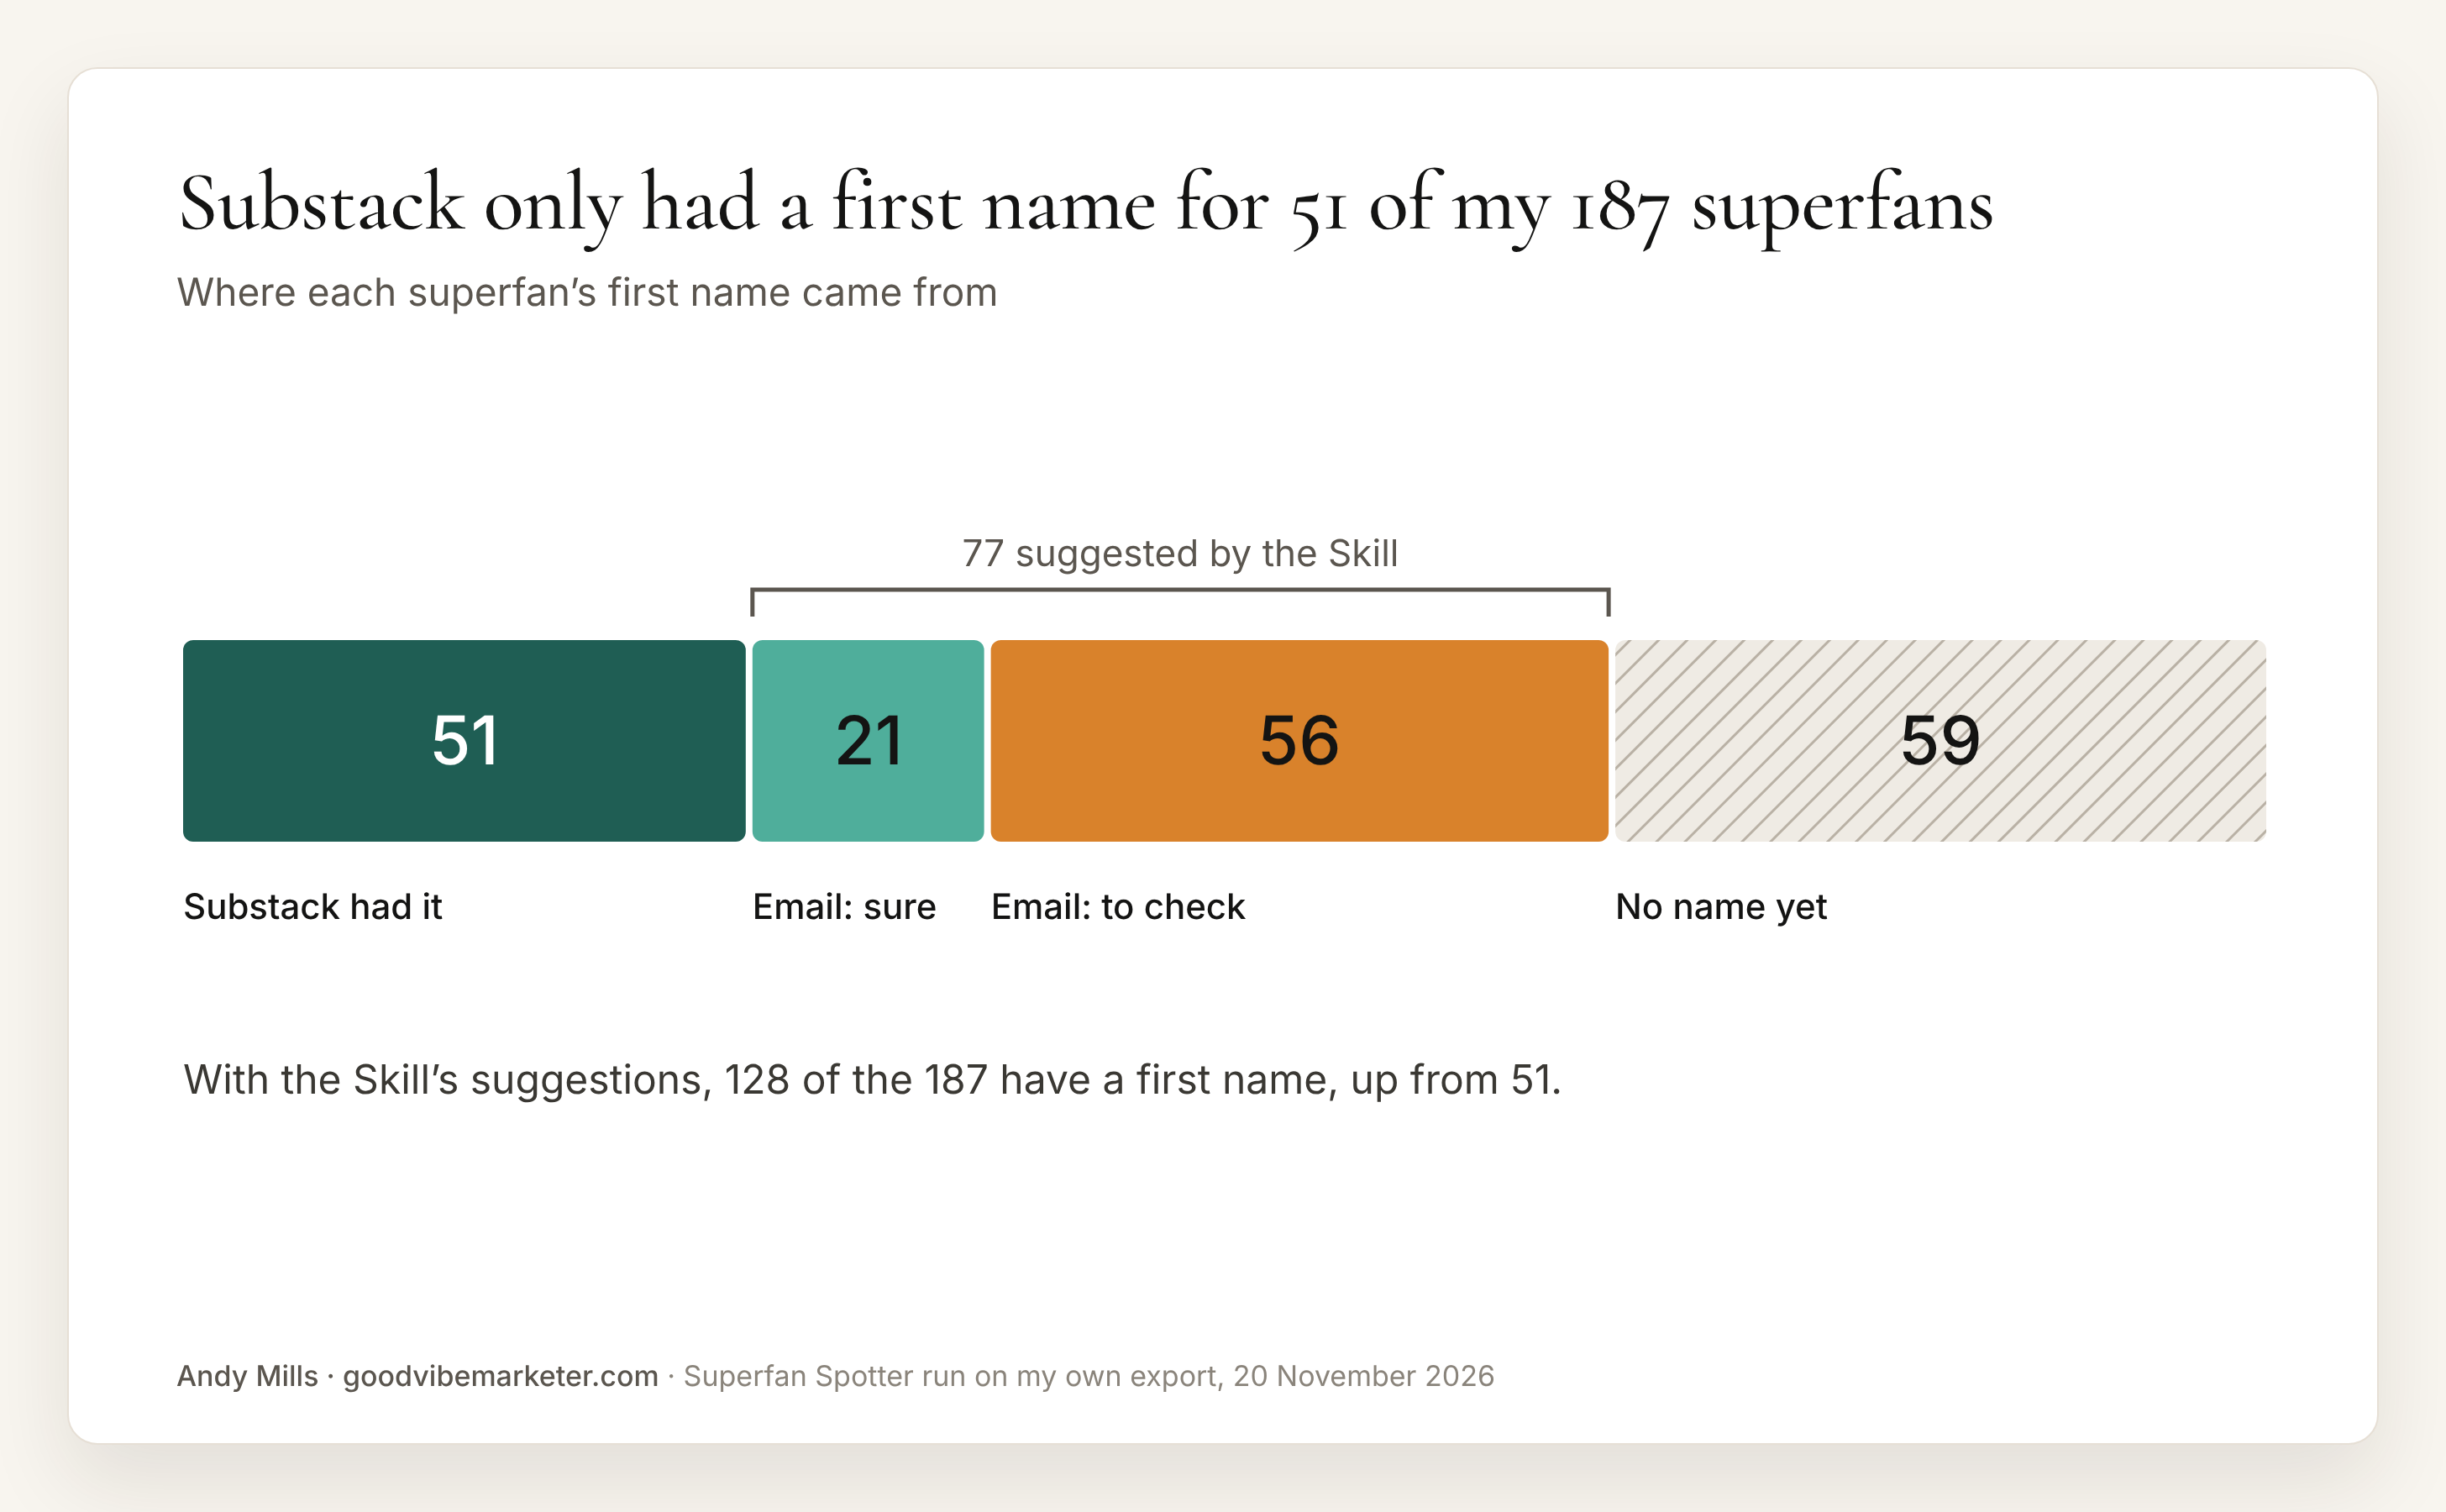 Substack only had a first name for 51 of my 187 superfans
Where each superfan’s first name came from
77 suggested by the Skill
51 21 56 59
Substack had it Email: sure Email: to check No name yet
With the Skill’s suggestions, 128 of the 187 have a first name, up from 51.
Andy Mills · goodvibemarketer.com · Superfan Spotter run on my own export, 20 November 2026